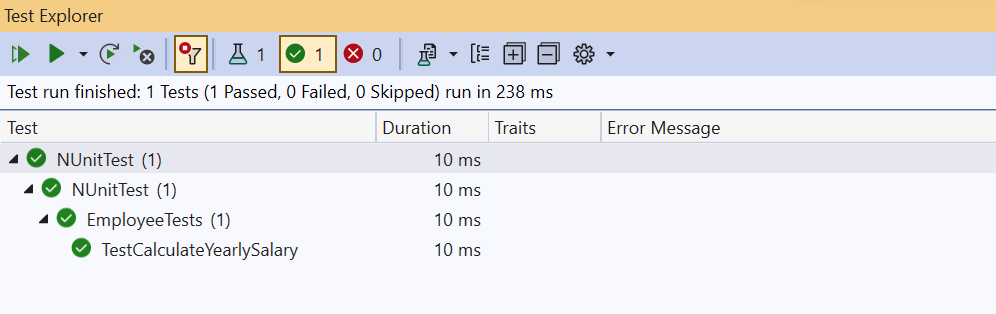 Test Explorer
1 1 0
Test run finished: 1 Tests (1 Passed, 0 Failed, 0 Skipped) run in 238 ms
Test Duration Traits Error Message
NUnitTest (1) 10 ms
NUnitTest (1) 10 ms
EmployeeTests (1) 10 ms
TestCalculateYearlySalary 10 ms